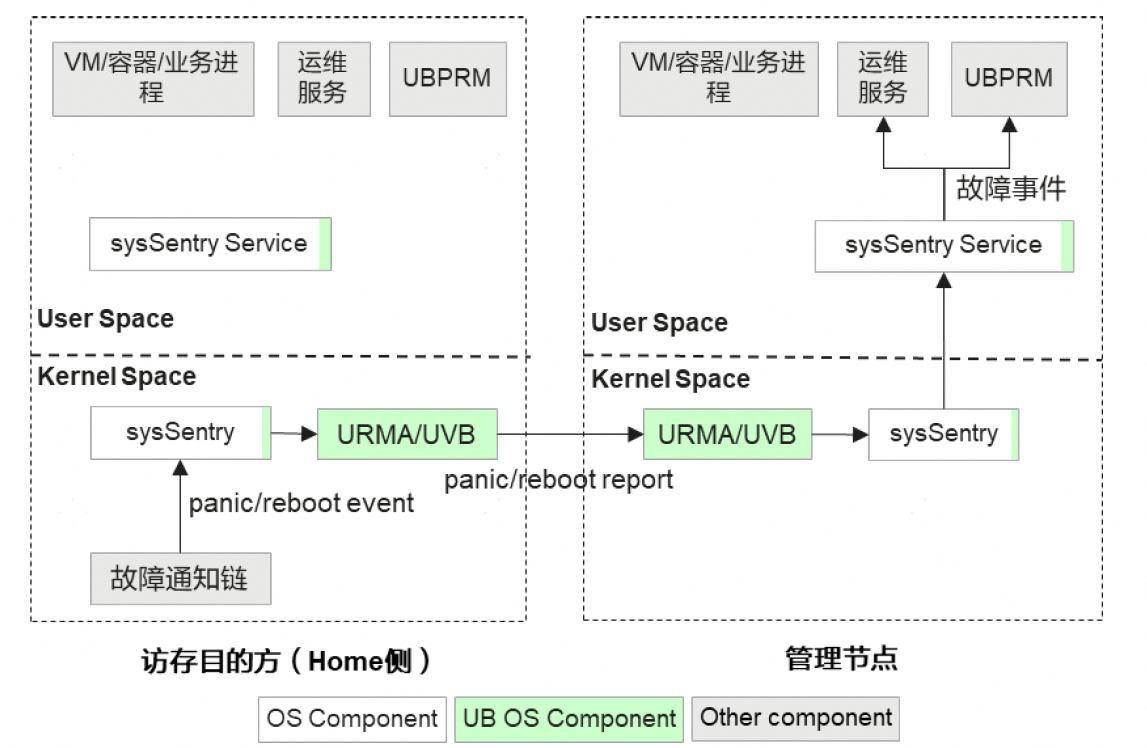 VM/容器/业务进
程
运维
服务
UBPRM
sysSentry Service
User Space
Kernel Space
sysSentry
URMA/UVB
panic/reboot event
故障通知链
访存目的方（Home侧）
panic/reboot report
VM/容器/业务进
程
运维
服务
UBPRM
故障事件
sysSentry Service
User Space
Kernel Space
URMA/UVB
sysSentry
管理节点
OS Component
UB OS Component
Other component